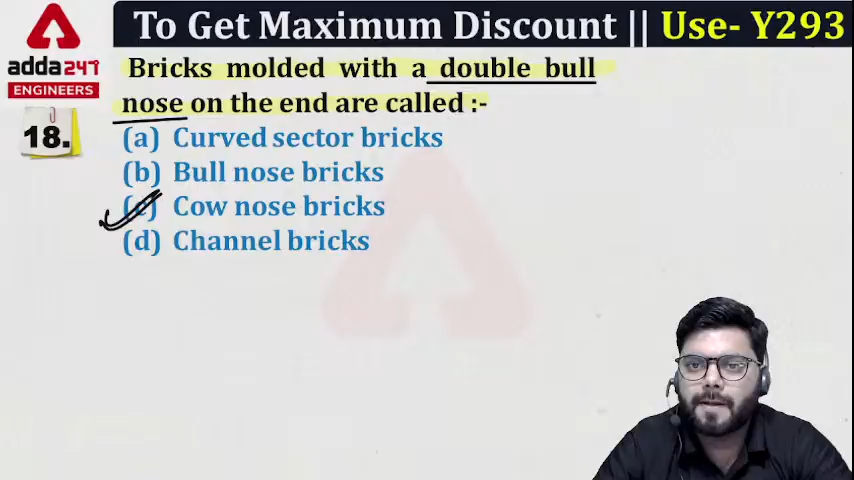 To Get Maximum Discount || Use- Y293
adda247
ENGINEERS
18.
Bricks molded with a double bull
nose on the end are called :-
(a) Curved sector bricks
(b) Bull nose bricks
(c) Cow nose bricks
(d) Channel bricks